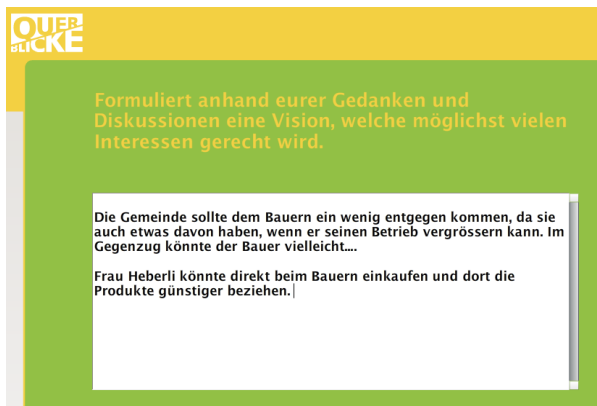 QUER
BLICKE
Formuliert anhand eurer Gedanken und
Diskussionen eine Vision, welche möglichst vielen
Interessen gerecht wird.
Die Gemeinde sollte dem Bauern ein wenig entgegen kommen, da sie
auch etwas davon haben, wenn er seinen Betrieb vergrössern kann. Im
Gegenzug könnte der Bauer vielleicht....
Frau Heberli könnte direkt beim Bauern einkaufen und dort die
Produkte günstiger beziehen.